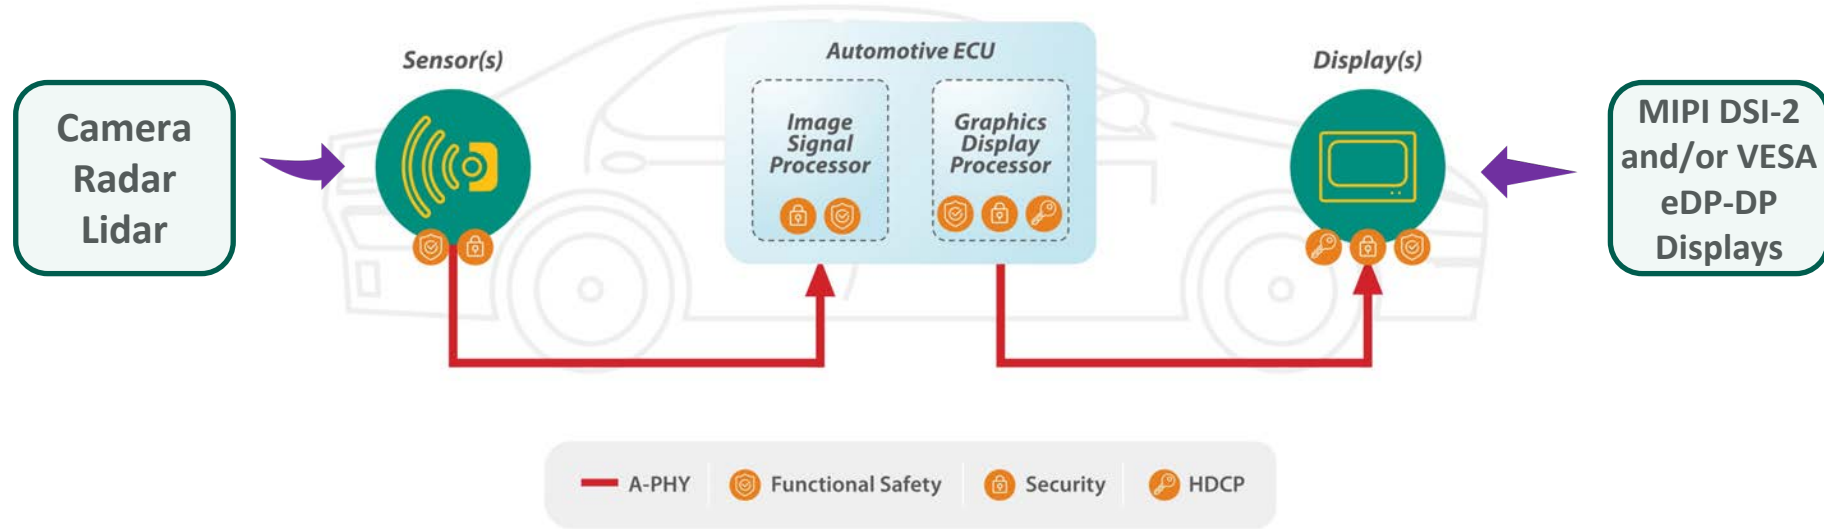 Sensor(s)
Automotive ECU
Display(s)
Camera
Radar
Lidar
Image
Signal
Processor
Graphics
Display
Processor
MIPI DSI-2
and/or VESA
eDP-DP
Displays
A-PHY
Functional Safety
Security
HDCP